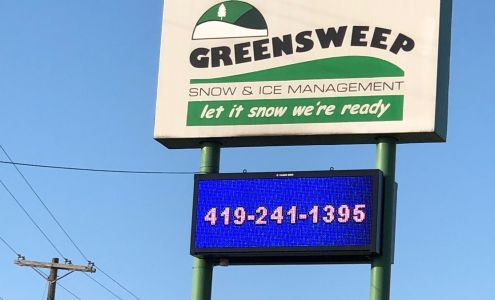 GREENSWEEP
SNOW & ICE MANAGEMENT
let it snow we're ready
419-241-1395